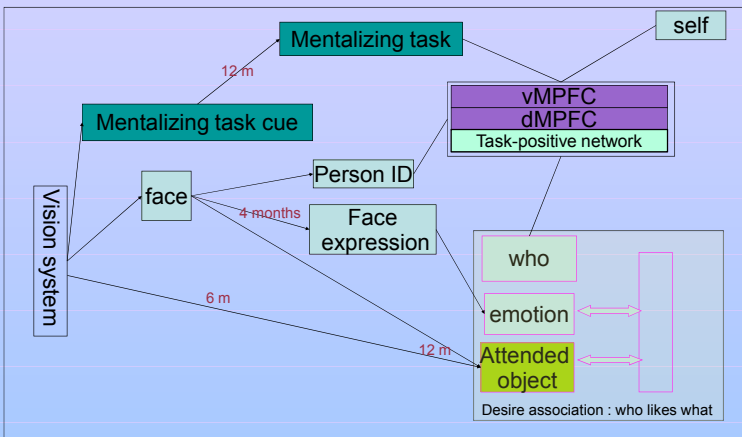 self
Mentalizing task
12 m
vMPFC
dMPFC
Task-positive network
Mentalizing task cue
Person ID
face
4 months
Face
expression
Vision system
who
6 m
emotion
12 m
Attended
object
Desire association : who likes what